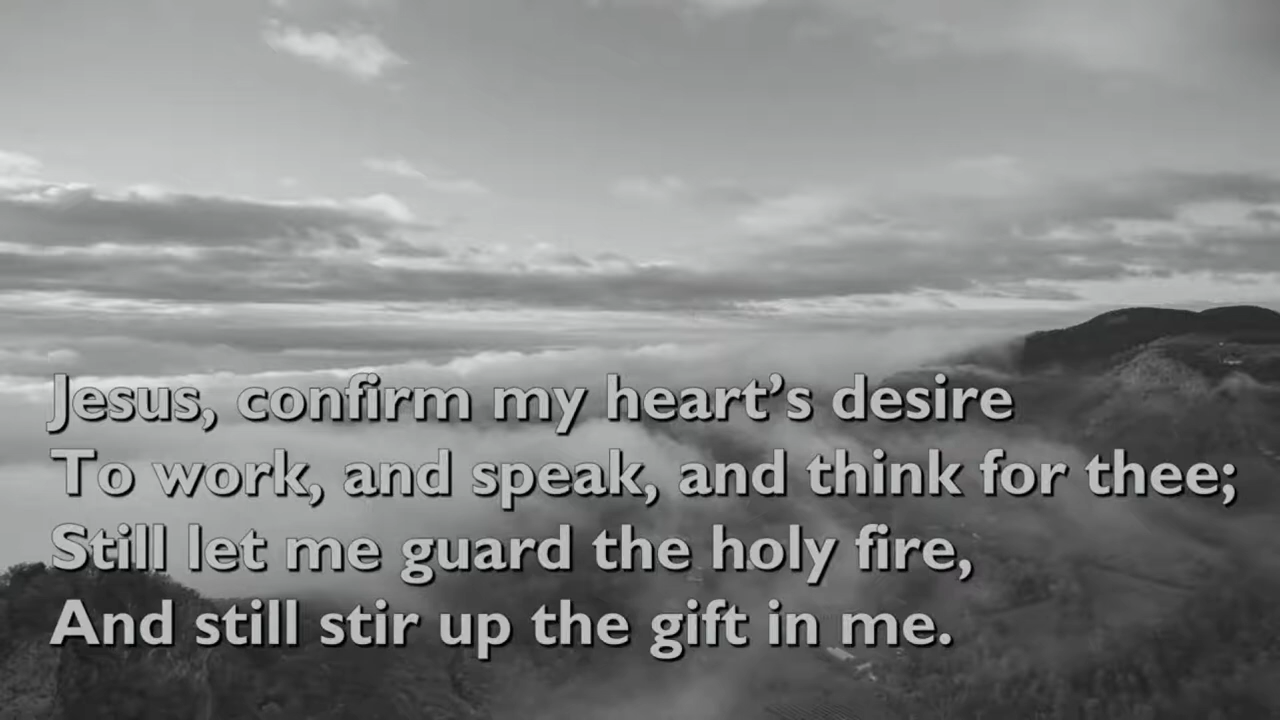 Jesus, confirm my heart’s desire
To work, and speak, and think for thee;
Still let me guard the holy fire,
And still stir up the gift in me.